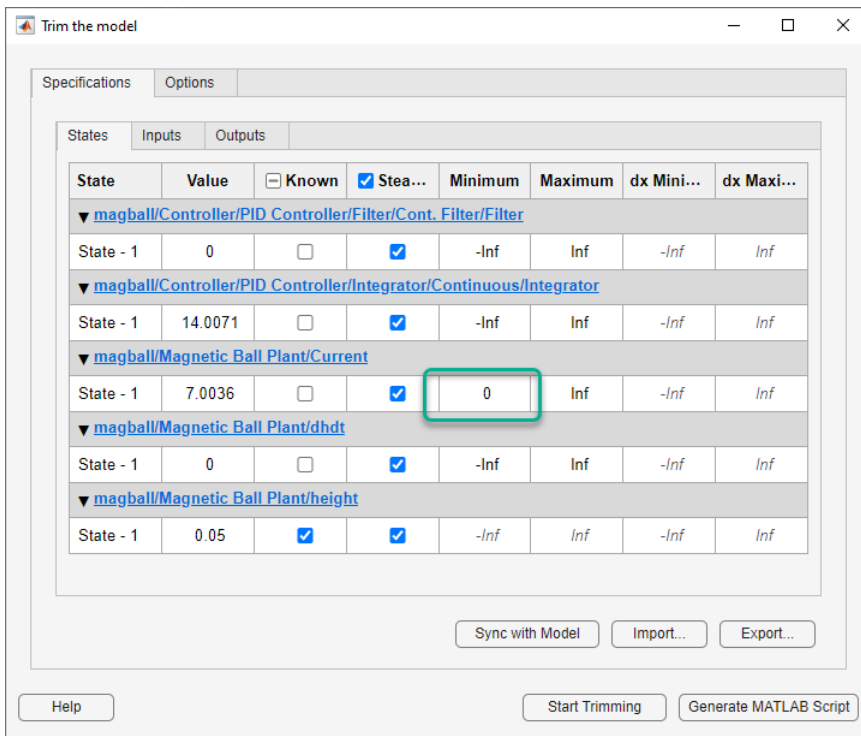 Trim the model
Specifications Options
States Inputs Outputs
State Value Known Stea... Minimum Maximum dx Mini... dx Maxi...
magball/Controller/PID Controller/Filter/Cont. Filter/Filter
State - 1 0 -Inf Inf -Inf Inf
magball/Controller/PID Controller/Integrator/Continuous/Integrator
State - 1 14.0071 -Inf Inf -Inf Inf
magball/Magnetic Ball Plant/Current
State - 1 7.0036 0 Inf -Inf Inf
magball/Magnetic Ball Plant/dhdt
State - 1 0 -Inf Inf -Inf Inf
magball/Magnetic Ball Plant/height
State - 1 0.05 -Inf Inf -Inf Inf
Sync with Model Import... Export...
Help Start Trimming Generate MATLAB Script